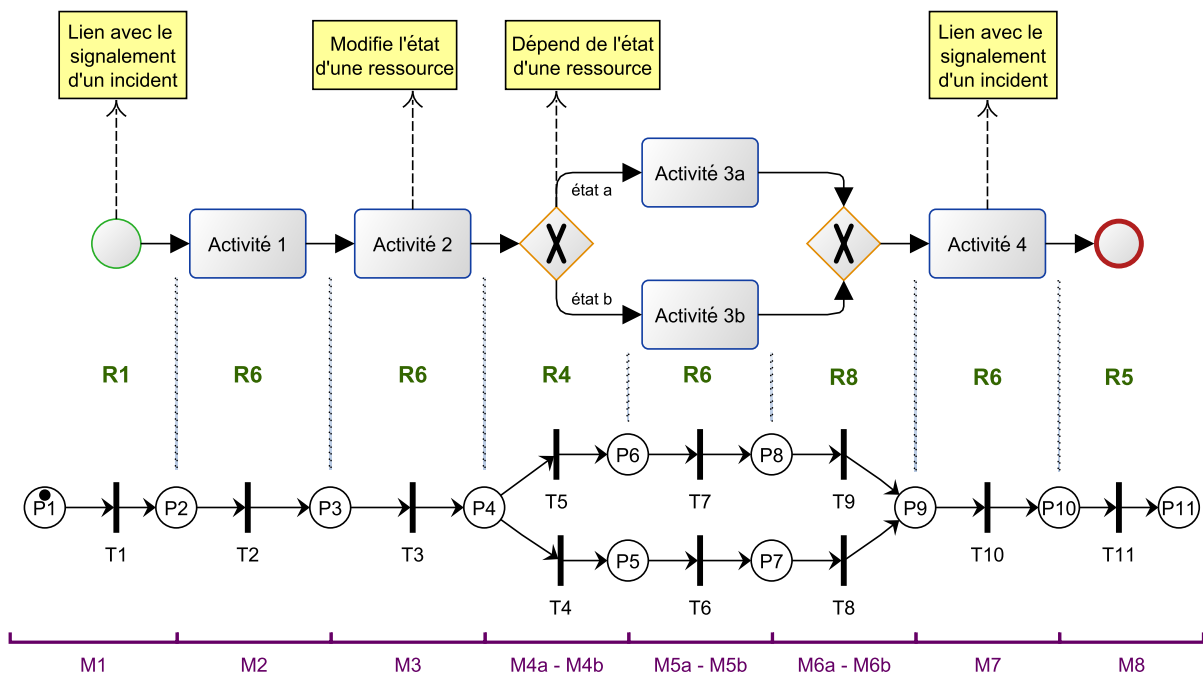 Lien avec le
signalement
d'un incident
Modifie l'état
d'une ressource
Dépend de l'état
d'une ressource
Lien avec le
signalement
d'un incident
Activité 3a
état a
Activité 1
Activité 2
X
X
Activité 4
état b
Activité 3b
R1
R6
R6
R4
R6
R8
R6
R5
P6
P8
T5
T7
T9
P1
P2
P3
P4
P9
P10
P11
T1
T2
T3
T10
T11
P5
P7
T4
T6
T8
M1
M2
M3
M4a - M4b
M5a - M5b
M6a - M6b
M7
M8